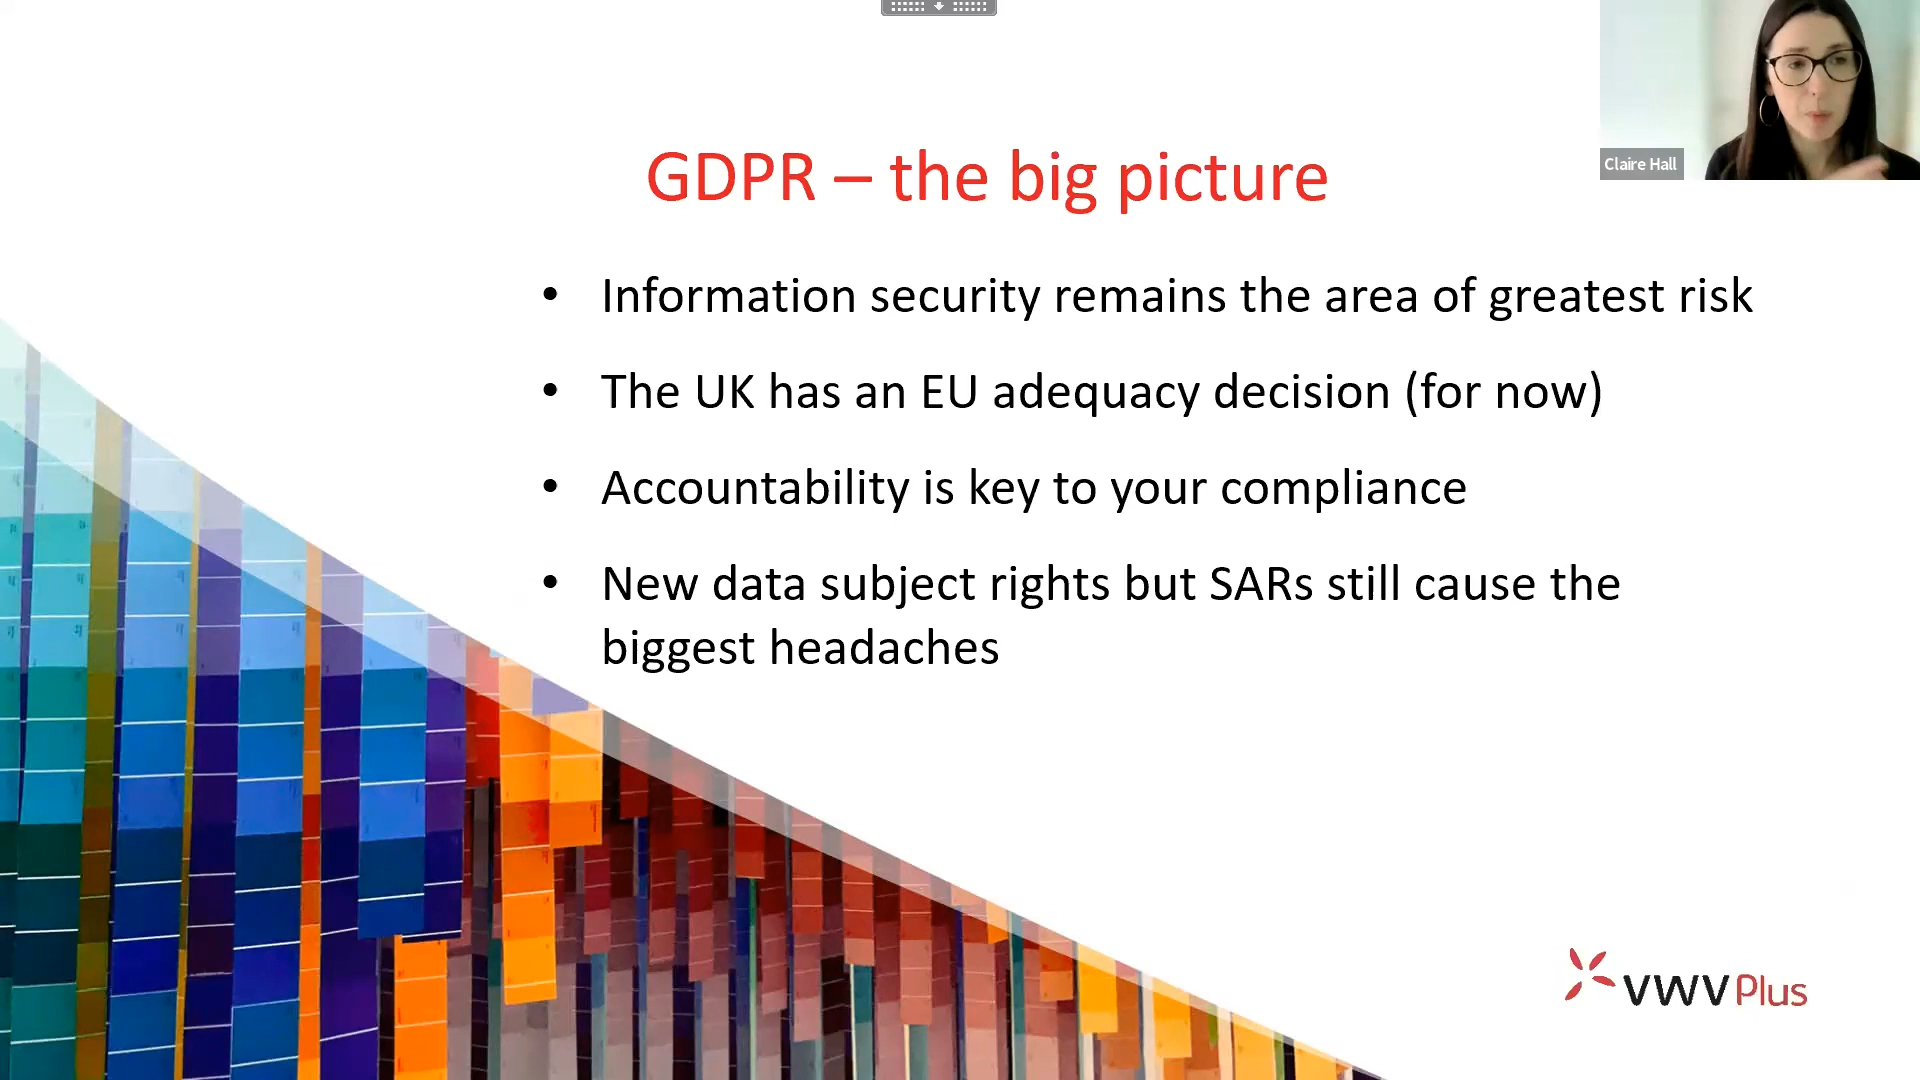 Claire Hall
GDPR – the big picture
• Information security remains the area of greatest risk
• The UK has an EU adequacy decision (for now)
• Accountability is key to your compliance
• New data subject rights but SARs still cause the
biggest headaches
VWV Plus